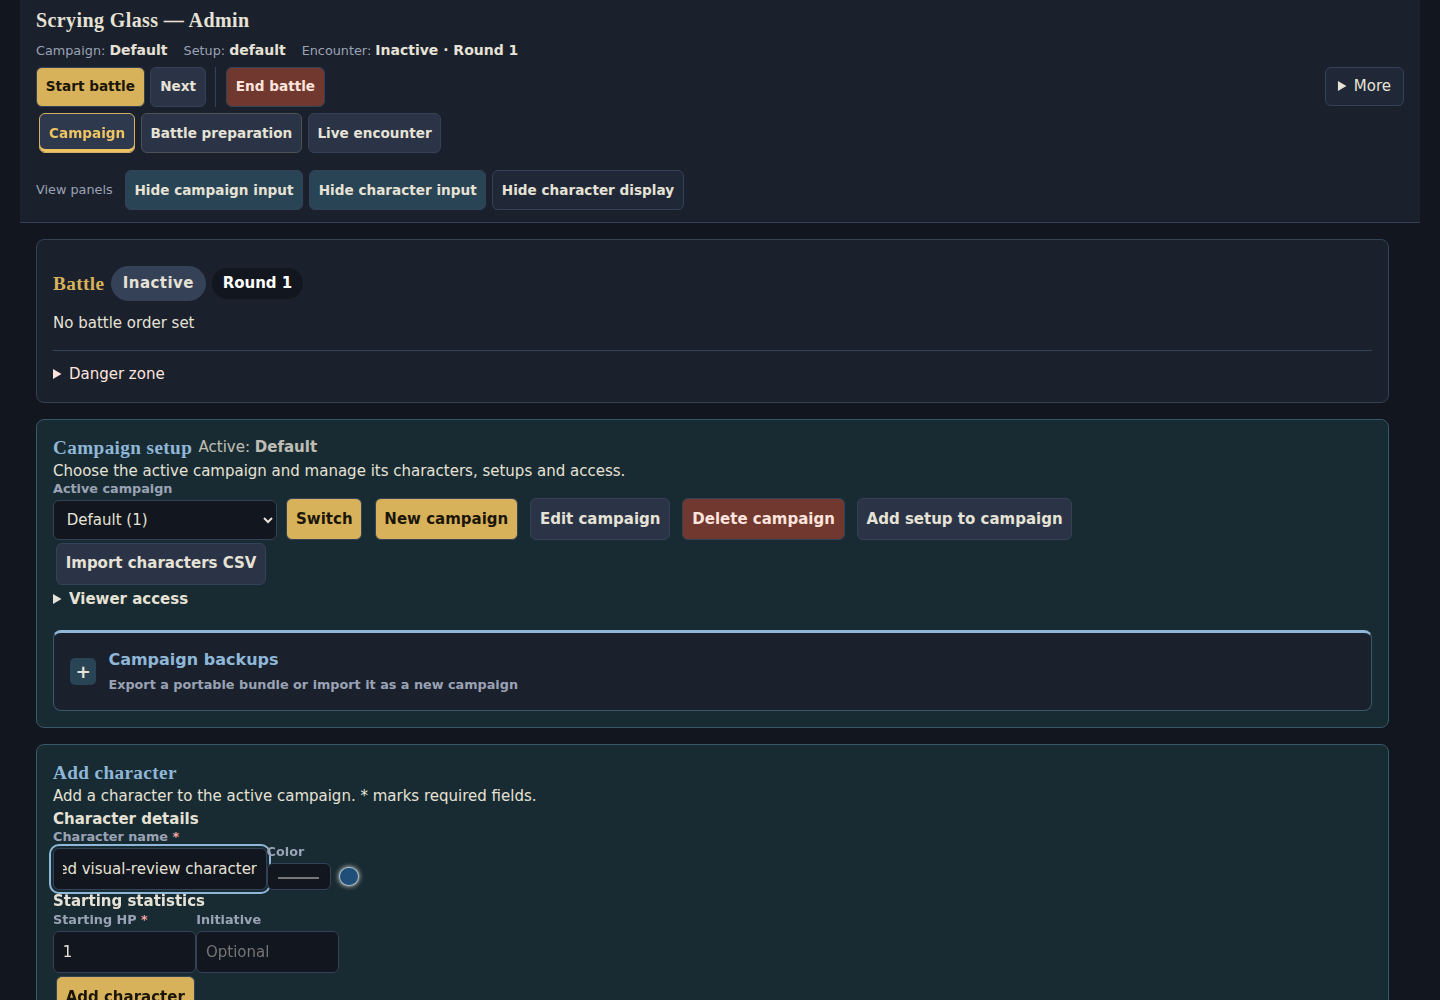 Scrying Glass — Admin
Campaign: Default Setup: default Encounter: Inactive · Round 1
Start battle Next End battle More
Campaign Battle preparation Live encounter
View panels Hide campaign input Hide character input Hide character display
Battle Inactive Round 1
No battle order set
Danger zone
Campaign setup Active: Default
Choose the active campaign and manage its characters, setups and access.
Active campaign
Default (1) Switch New campaign Edit campaign Delete campaign Add setup to campaign
Import characters CSV
Viewer access
+ Campaign backups
Export a portable bundle or import it as a new campaign
Add character
Add a character to the active campaign. * marks required fields.
Character details
Character name *
Color
ed visual-review character
Starting statistics
Starting HP * Initiative
1 Optional
Add character